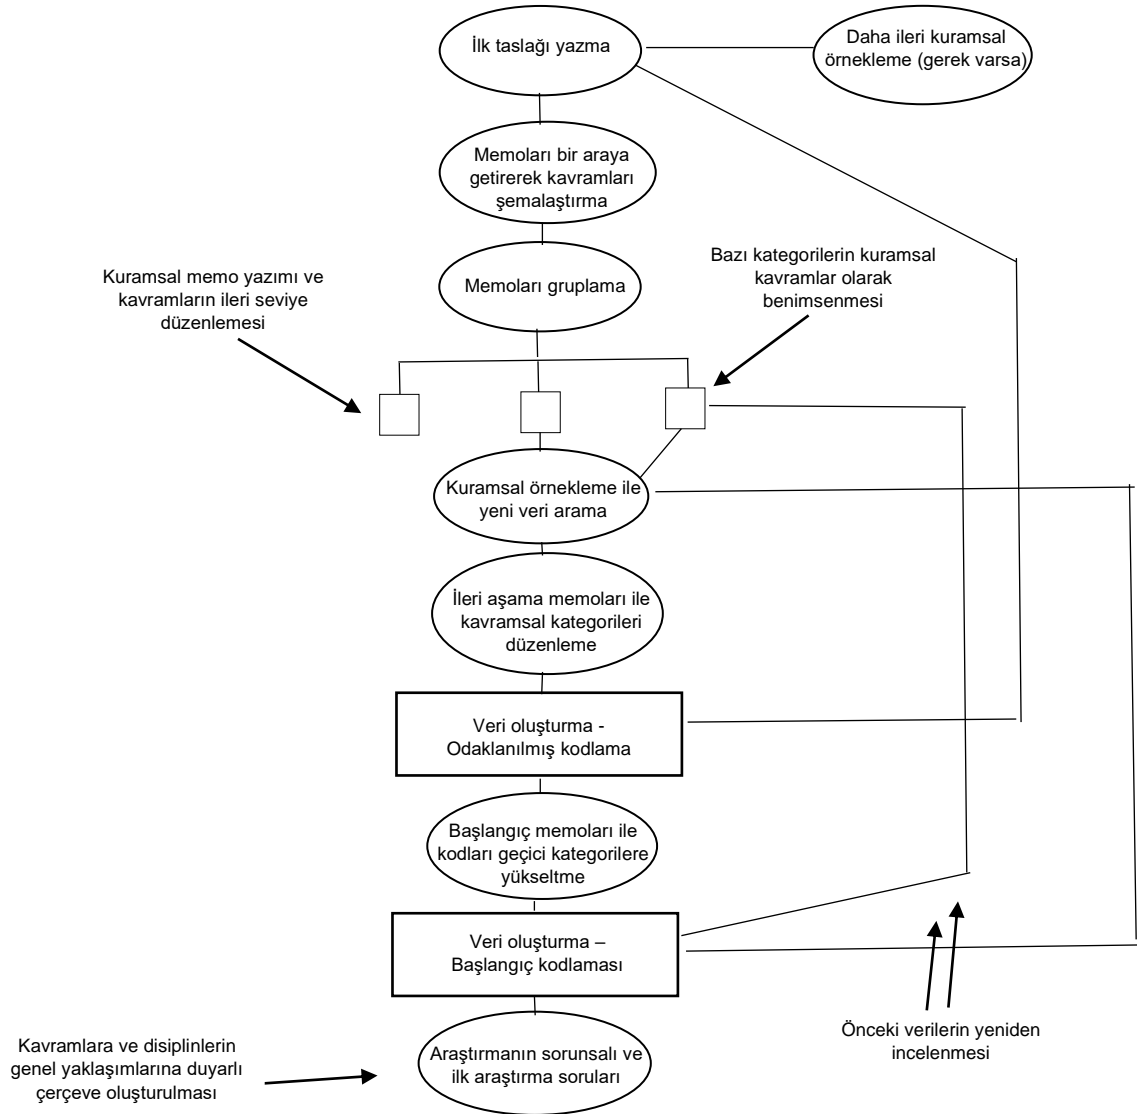 İlk taslağı yazma
Daha ileri kuramsal
örnekleme (gerek varsa)
Memoları bir araya
getirerek kavramları
şemalaştırma
Kuramsal memo yazımı ve
kavramların ileri seviye
düzenlemesi
Memoları gruplama
Bazı kategorilerin kuramsal
kavramlar olarak
benimsenmesi
Kuramsal örnekleme ile
yeni veri arama
İleri aşama memoları ile
kavramsal kategorileri
düzenleme
Veri oluşturma -
Odaklanılmış kodlama
Başlangıç memoları ile
kodları geçici kategorilere
yükseltme
Veri oluşturma –
Başlangıç kodlaması
Önceki verilerin yeniden
incelenmesi
Kavramlara ve disiplinlerin
genel yaklaşımlarına duyarlı
çerçeve oluşturulması
Araştırmanın sorunsalı ve
ilk araştırma soruları